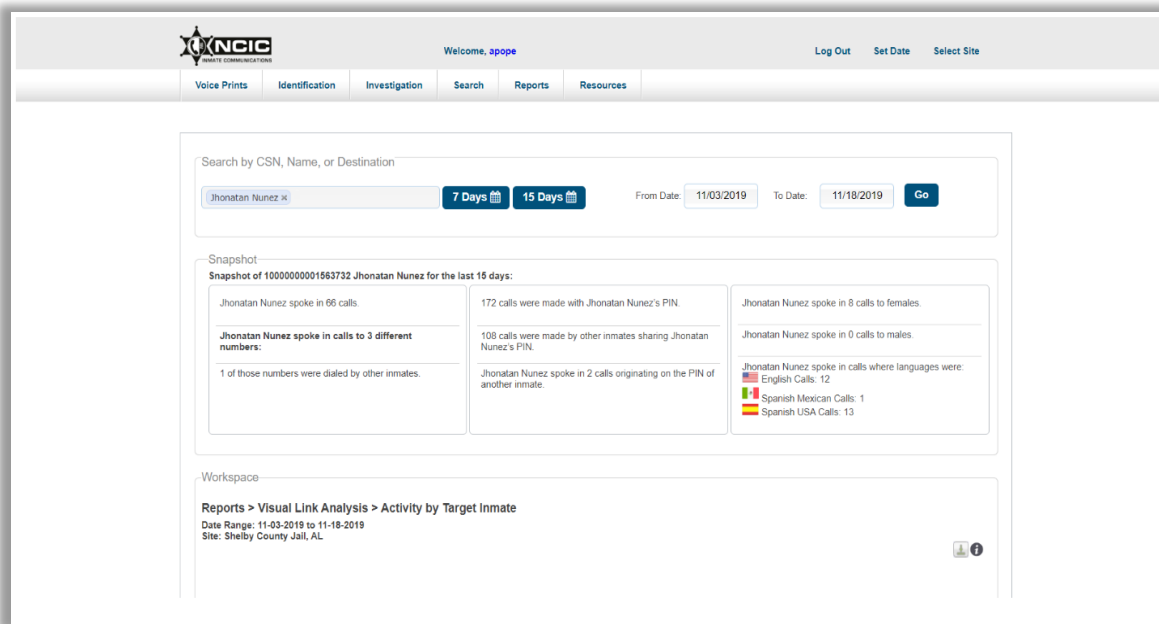 NCIC
INMATE COMMUNICATIONS
Welcome, apope
Log Out Set Date Select Site
Voice Prints Identification Investigation Search Reports Resources
Search by CSN, Name, or Destination
Jhonatan Nunez ×
7 Days 15 Days
From Date: 11/03/2019 To Date: 11/18/2019 Go
Snapshot
Snapshot of 10000000001563732 Jhonatan Nunez for the last 15 days:
Jhonatan Nunez spoke in 66 calls.
Jhonatan Nunez spoke in calls to 3 different
numbers:
1 of those numbers were dialed by other inmates.
172 calls were made with Jhonatan Nunez's PIN.
108 calls were made by other inmates sharing Jhonatan
Nunez's PIN.
Jhonatan Nunez spoke in 2 calls originating on the PIN of
another inmate.
Jhonatan Nunez spoke in 8 calls to females.
Jhonatan Nunez spoke in 0 calls to males.
Jhonatan Nunez spoke in calls where languages were:
English Calls: 12
Spanish Mexican Calls: 1
Spanish USA Calls: 13
Workspace
Reports > Visual Link Analysis > Activity by Target Inmate
Date Range: 11-03-2019 to 11-18-2019
Site: Shelby County Jail, AL